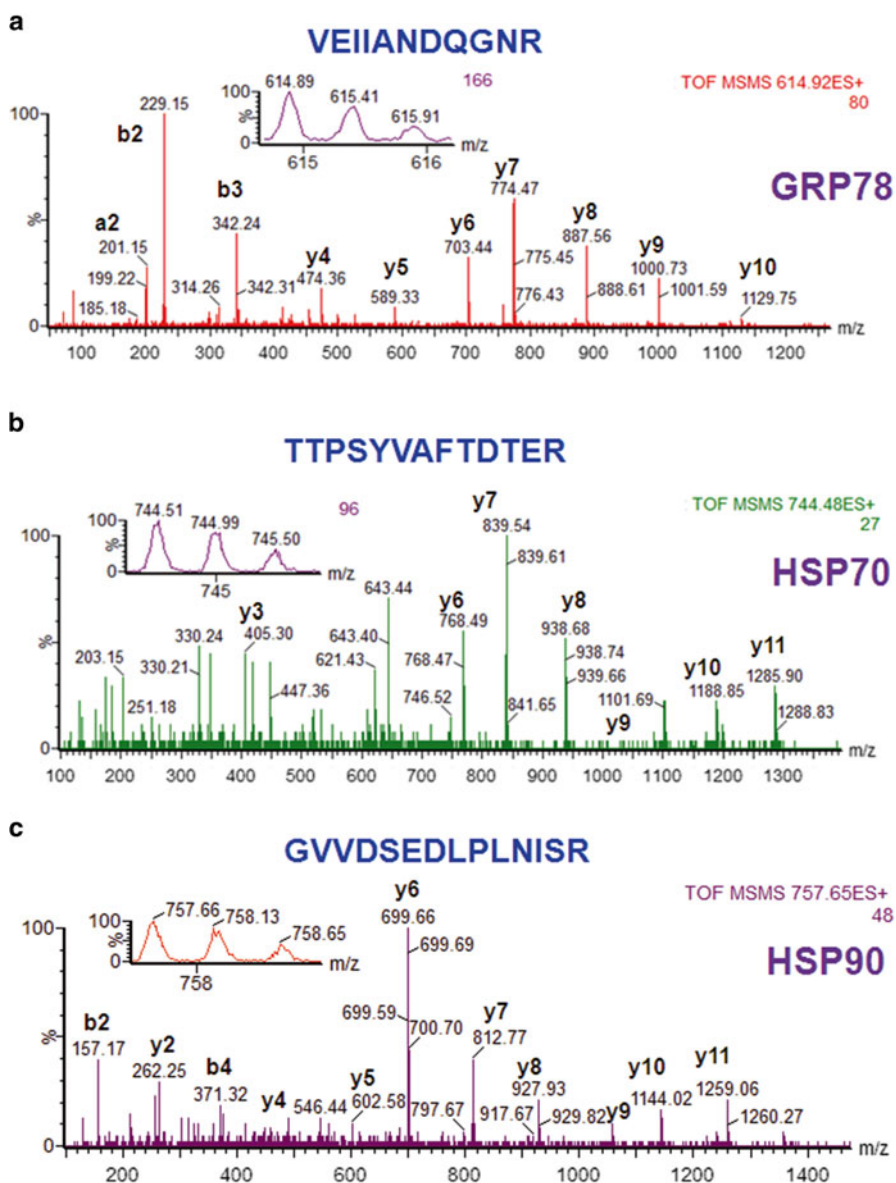 a
VEIIANDQGNR
TOF MSMS 614.92ES+
80
GRP78
166
614.89
615.41
615.91
100
%
0
615
616
m/z
100
%
0
a2
b2
b3
y4
y5
y6
y7
y8
y9
y10
185.18
199.22
201.15
229.15
314.26
342.24
342.31
474.36
589.33
703.44
774.47
775.45
776.43
887.56
888.61
1000.73
1001.59
1129.75
100 200 300 400 500 600 700 800 900 1000 1100 1200
m/z
b
TTPSYVAFTDTER
TOF MSMS 744.48ES+
27
HSP70
96
744.51
744.99
745.50
100
%
0
745
m/z
100
%
0
y3
y6
y7
y8
y9
y10
y11
203.15
251.18
330.21
330.24
405.30
447.36
621.43
643.40
643.44
746.52
768.47
768.49
839.54
839.61
841.65
938.68
938.74
939.66
1101.69
1188.85
1285.90
1288.83
100 200 300 400 500 600 700 800 900 1000 1100 1200 1300
m/z
c
GVVDSEDLPLNISR
TOF MSMS 757.65ES+
48
HSP90
757.66
758.13
758.65
100
%
0
758
m/z
100
%
0
b2
y2
b4
y4
y5
y6
y7
y8
y9
y10
y11
157.17
262.25
371.32
546.44
602.58
699.59
699.66
699.69
700.70
797.67
812.77
917.67
927.93
929.82
1144.02
1259.06
1260.27
200 400 600 800 1000 1200 1400
m/z